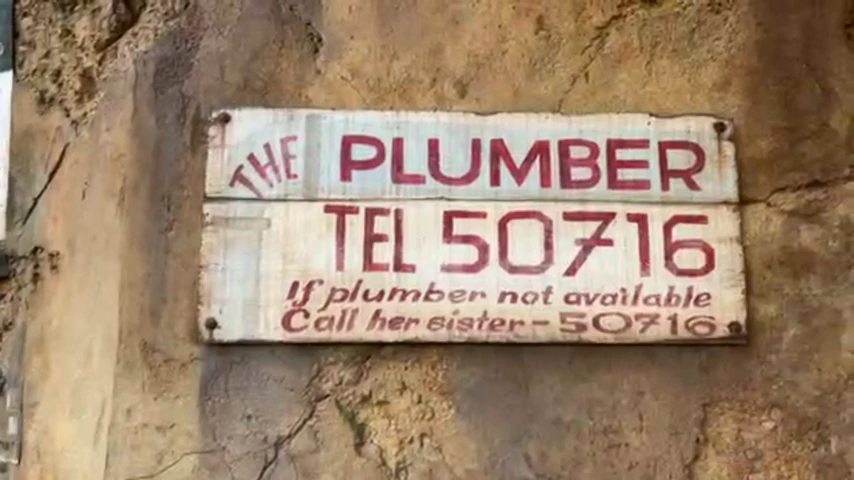 THE PLUMBER
TEL 50716
If plumber not available
Call her sister - 50716